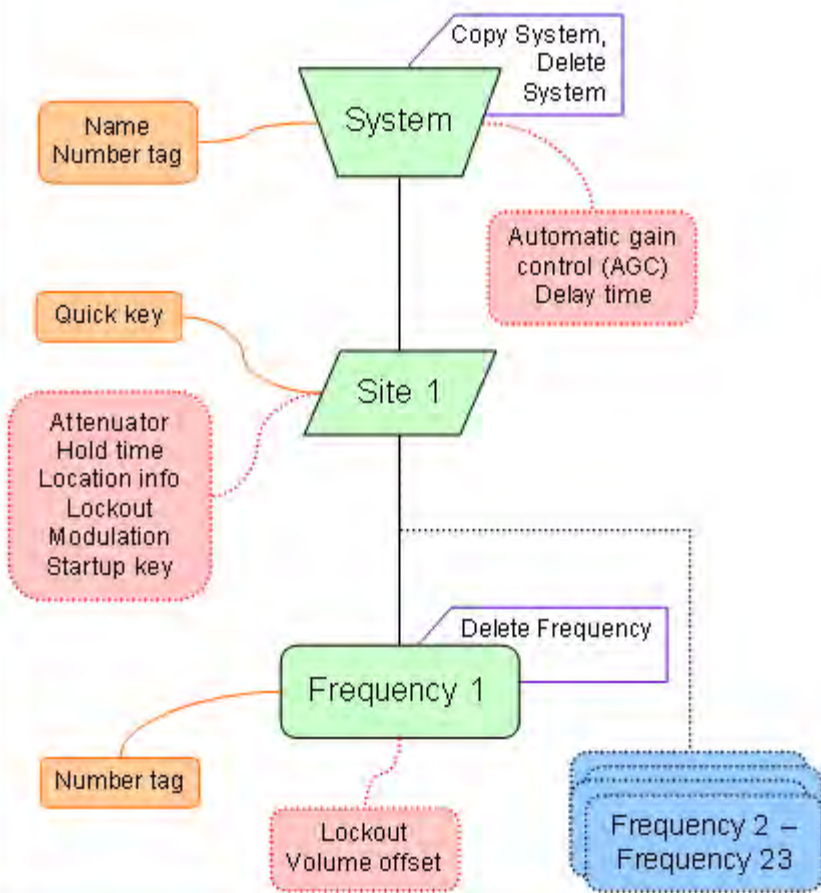 Copy System,
Delete
System
System
Name
Number tag
Automatic gain
control (AGC)
Delay time
Quick key
Site 1
Attenuator
Hold time
Location info
Lockout
Modulation
Startup key
Delete Frequency
Frequency 1
Number tag
Lockout
Volume offset
Frequency 2 –
Frequency 23